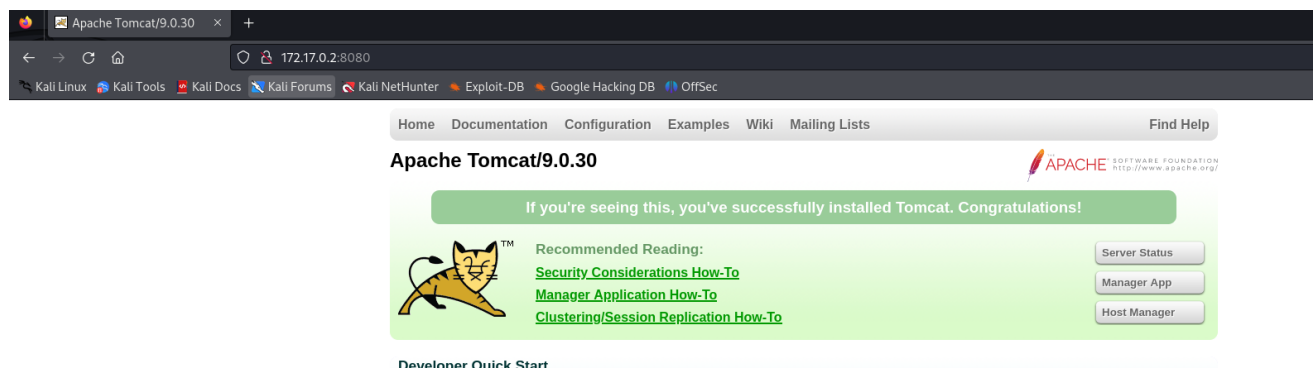 Apache Tomcat/9.0.30 × +
172.17.0.2:8080
Kali Linux Kali Tools Kali Docs Kali Forums Kali NetHunter Exploit-DB Google Hacking DB OffSec
Home Documentation Configuration Examples Wiki Mailing Lists Find Help
Apache Tomcat/9.0.30
THE
APACHE SOFTWARE FOUNDATION
http://www.apache.org/
If you're seeing this, you've successfully installed Tomcat. Congratulations!
TM
Recommended Reading:
Security Considerations How-To
Manager Application How-To
Clustering/Session Replication How-To
Server Status
Manager App
Host Manager
Developer Quick Start